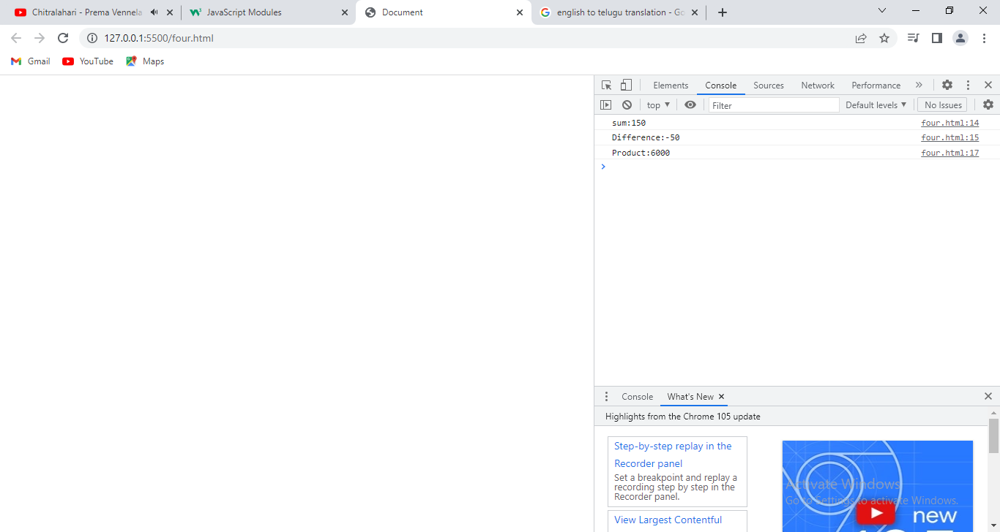 Chitralahari - Prema Vennela
JavaScript Modules
Document
english to telugu translation - Go
127.0.0.1:5500/four.html
Gmail
YouTube
Maps
Elements Console Sources Network Performance »
top ▼ Filter Default levels ▼ No Issues
sum:150 four.html:14
Difference:-50 four.html:15
Product:6000 four.html:17
Console What's New
Highlights from the Chrome 105 update
Step-by-step replay in the
Recorder panel
Set a breakpoint and replay a
recording step by step in the
Recorder panel.
View Largest Contentful
Activate Windows
Go to Settings to activate Windows.
new